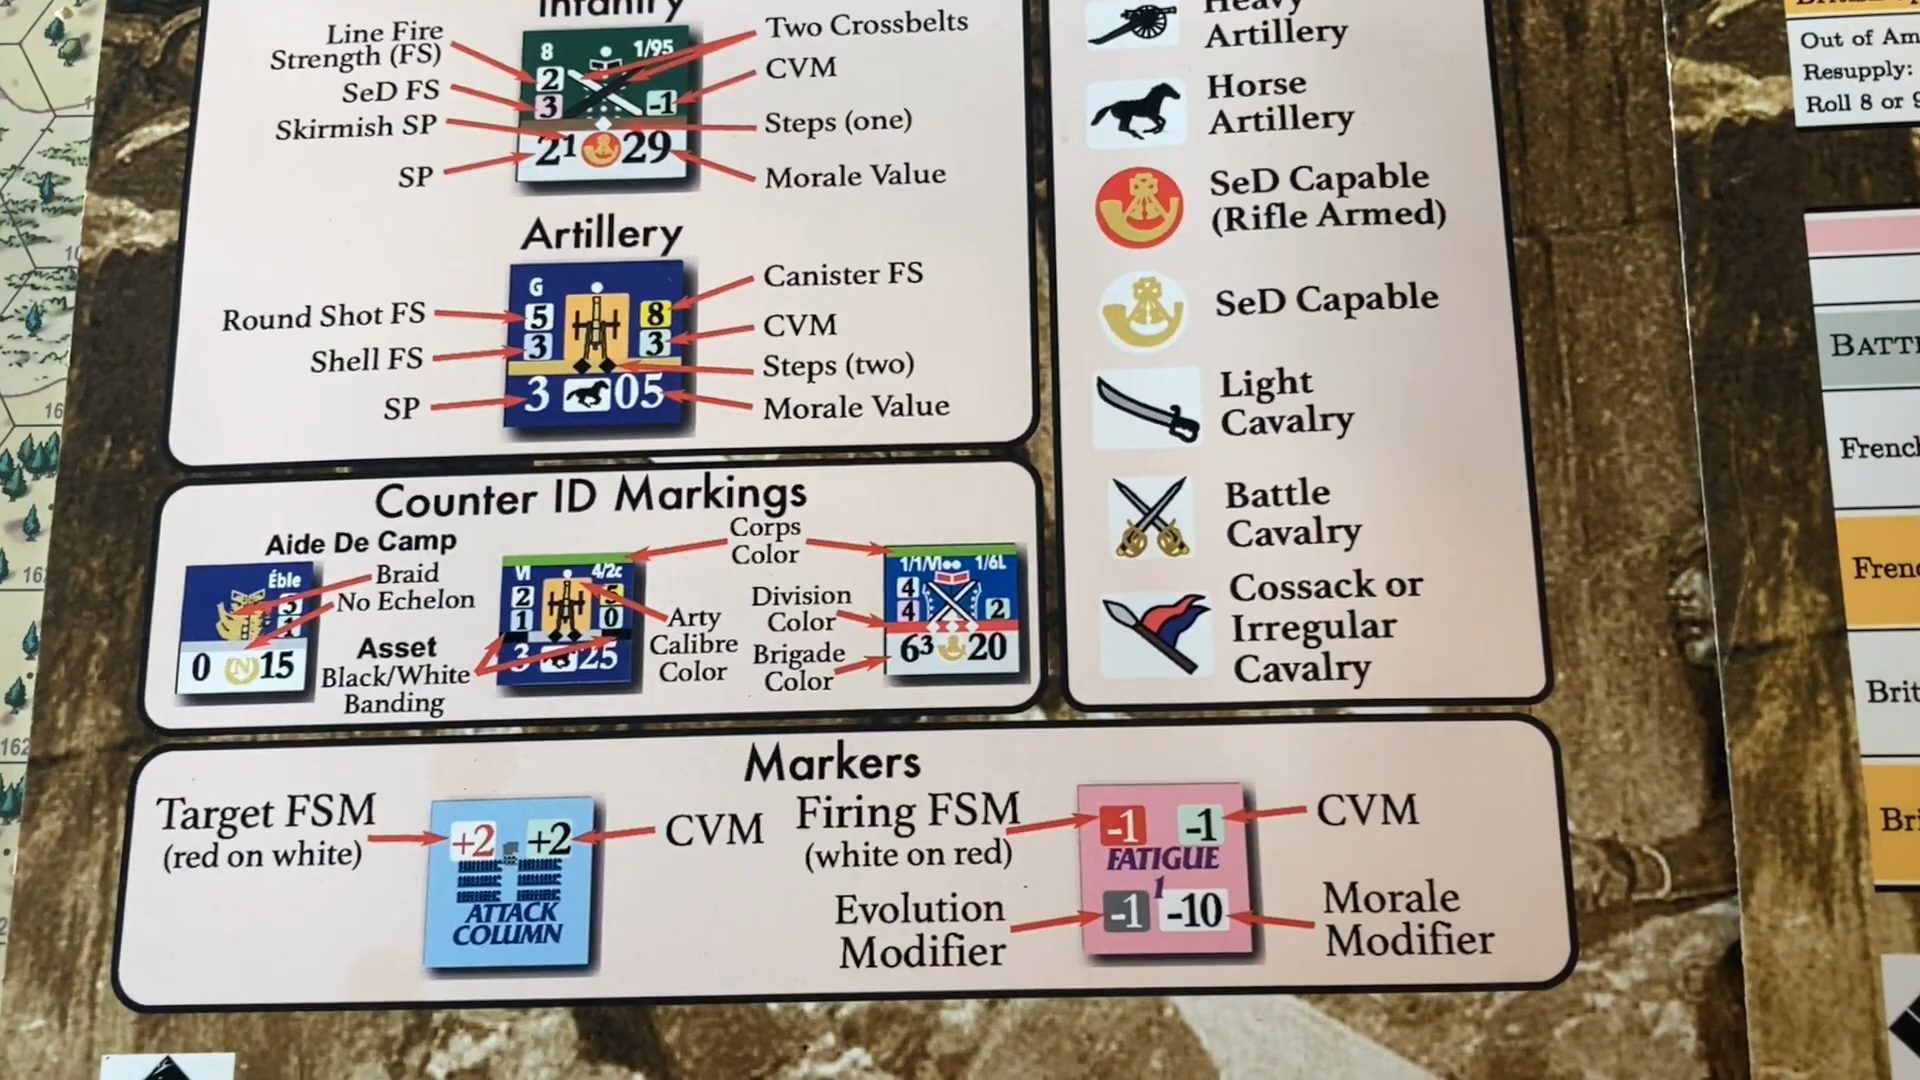 Infantry
Line Fire
Strength (FS)
SeD FS
Skirmish SP
SP
8
1/95
2
3
-1
2¹
29
Two Crossbelts
CVM
Steps (one)
Morale Value
Artillery
Round Shot FS
Shell FS
SP
G
5
3
8
3
3
05
Canister FS
CVM
Steps (two)
Morale Value
Counter ID Markings
Aide De Camp
Éble
0
N
15
Braid
No Echelon
Asset
Black/White
Banding
VI
4/2c
2
1
0
3
25
Corps
Color
Arty
Calibre
Color
Division
Color
Brigade
Color
1/1/VI
1/6L
4
4
2
6³
20
Heavy
Artillery
Horse
Artillery
SeD Capable
(Rifle Armed)
SeD Capable
Light
Cavalry
Battle
Cavalry
Cossack or
Irregular
Cavalry
Markers
Target FSM
(red on white)
+2
+2
ATTACK
COLUMN
CVM
Firing FSM
(white on red)
Evolution
Modifier
-1
-1
FATIGUE
1
-1
-10
CVM
Morale
Modifier
Out of Am
Resupply:
Roll 8 or 9
BATT
French
Fren
Brit
Bri
16
162